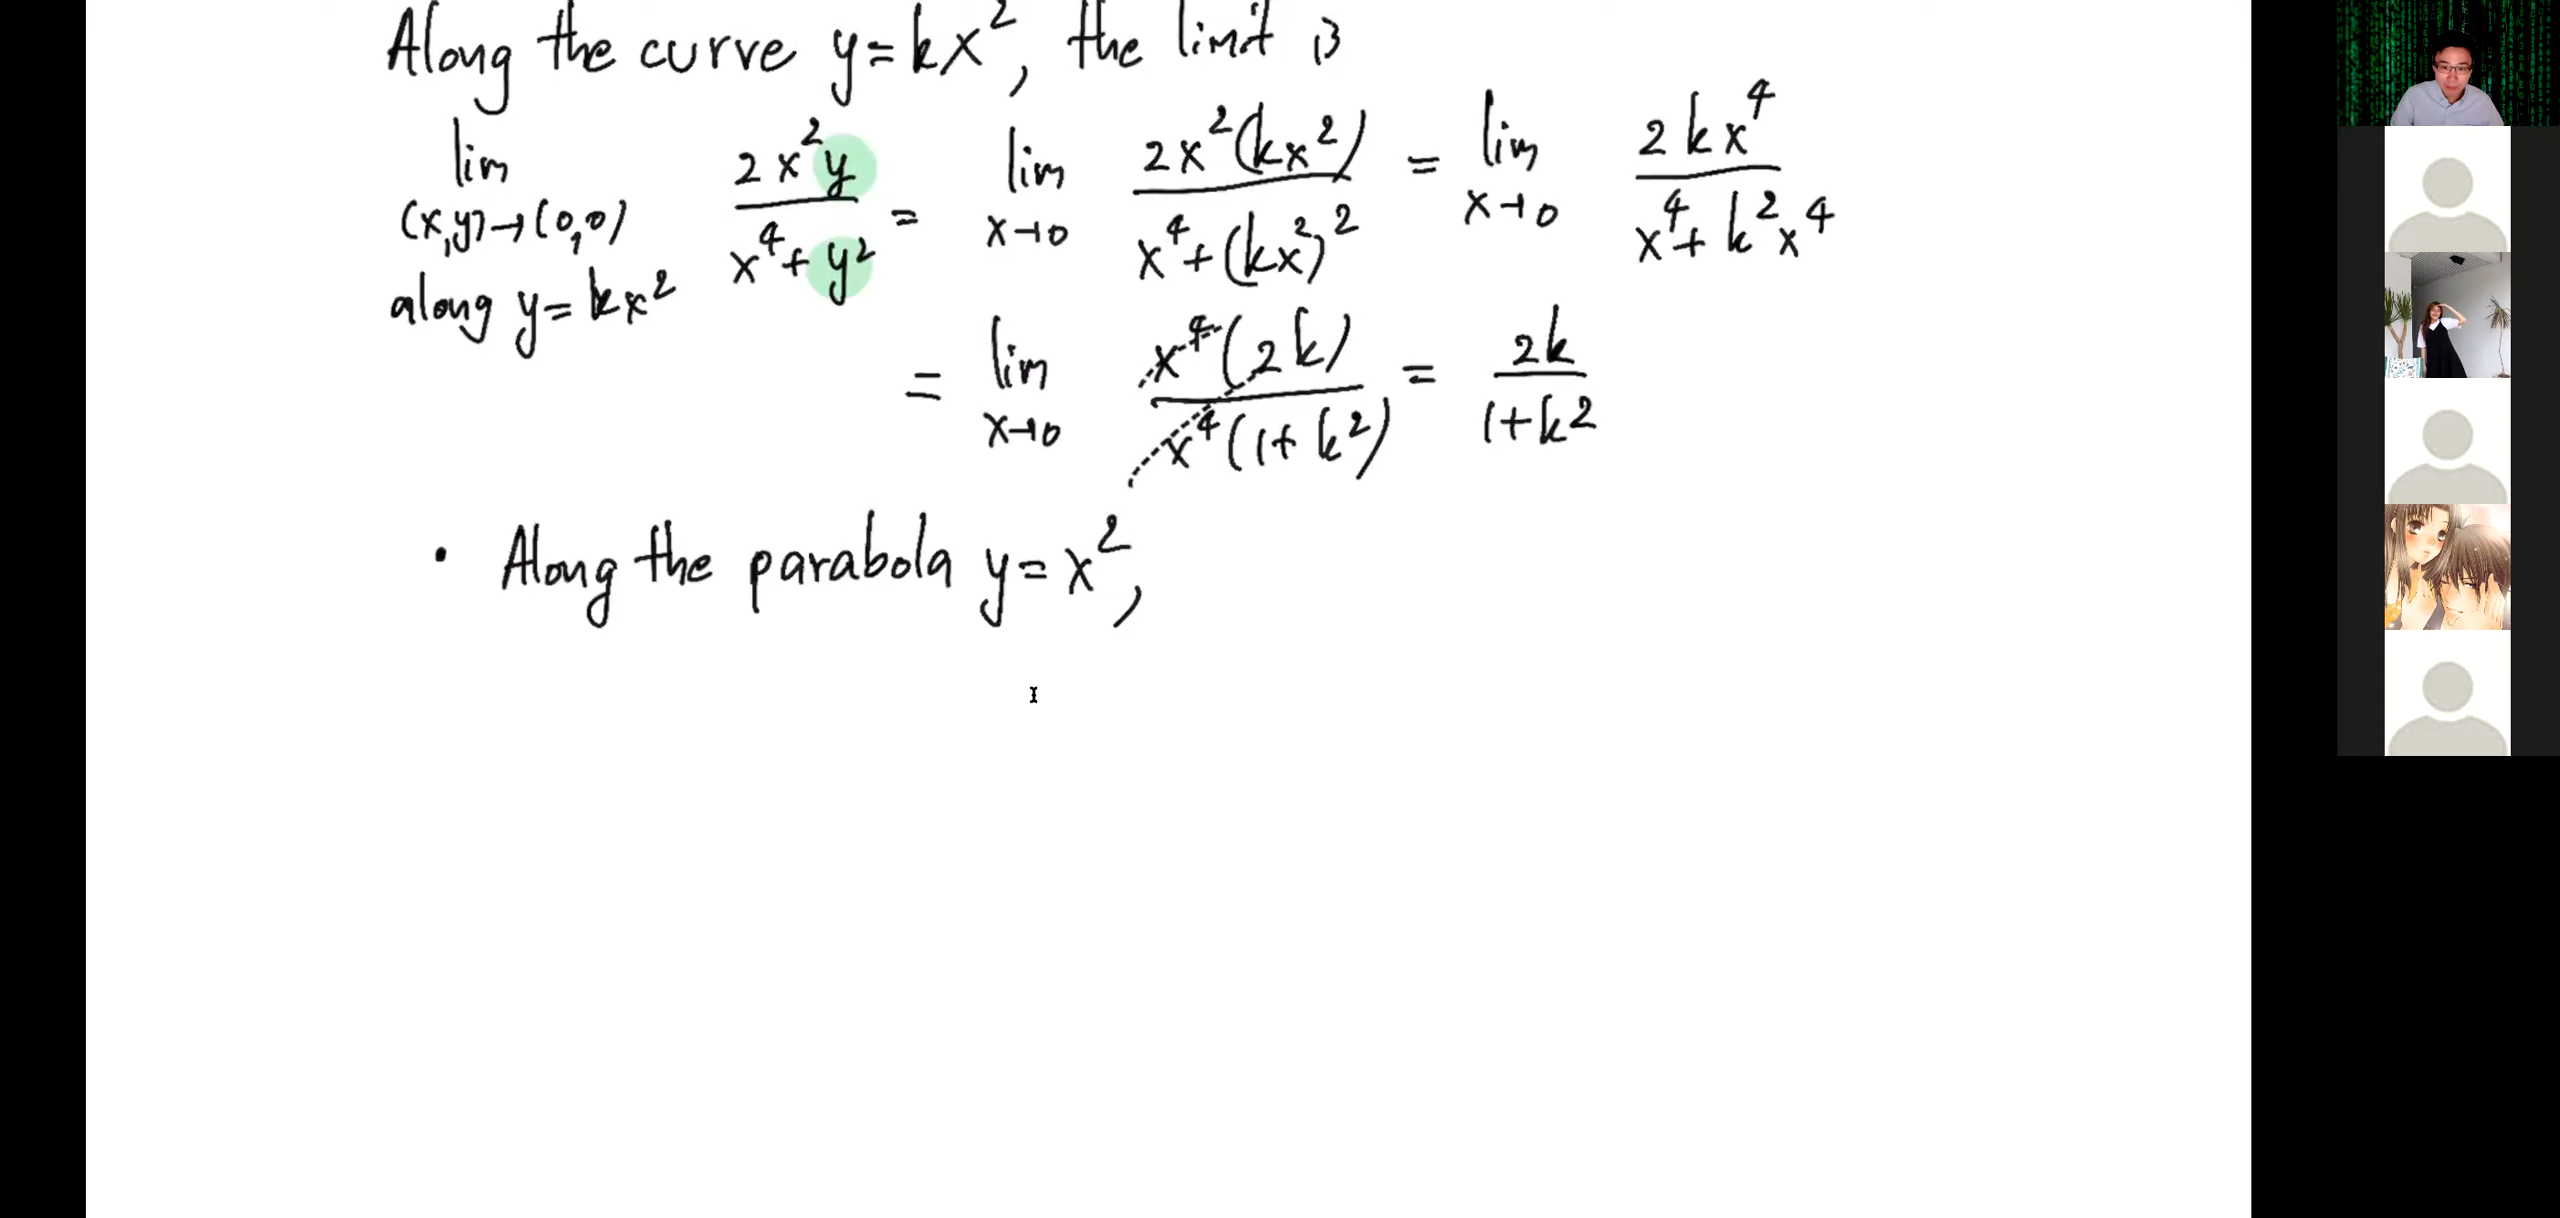 Along the curve y=kx², the limit is
lim (x,y)→(0,0) along y=kx² 2x²y/(x⁴+y²) = lim x→0 2x²(kx²)/(x⁴+(kx²)²) = lim x→0 2kx⁴/(x⁴+k²x⁴)
= lim x→0 x⁴(2k)/(x⁴(1+k²)) = 2k/(1+k²)
• Along the parabola y=x²,